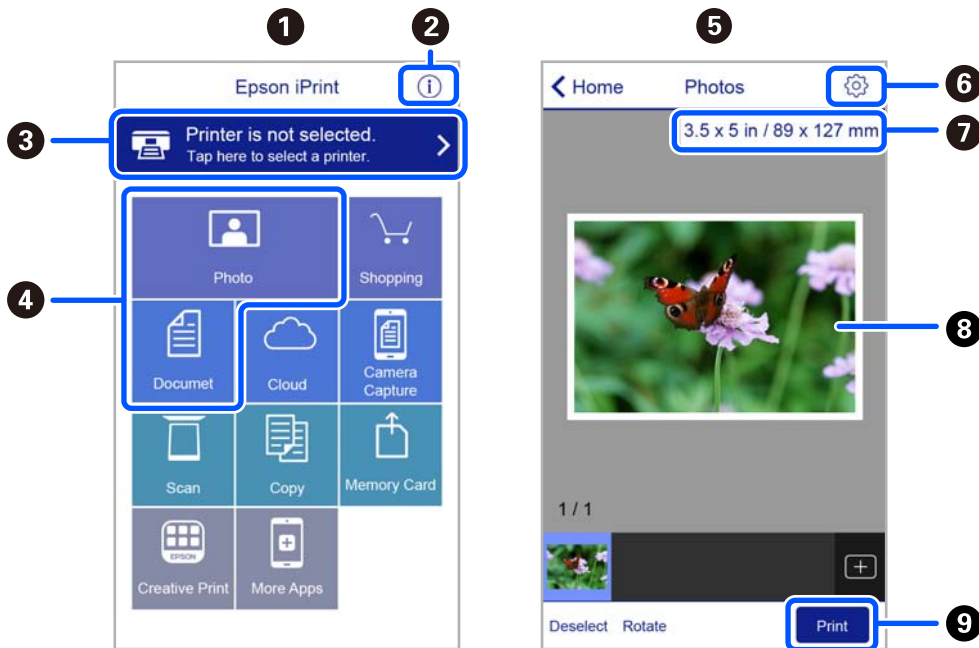 1
2
5
Epson iPrint
i
Home
Photos
6
3
Printer is not selected.
Tap here to select a printer.
3.5 x 5 in / 89 x 127 mm
7
Photo
Shopping
4
8
Documet
Cloud
Camera
Capture
Scan
Copy
Memory Card
1 / 1
EPSON
Creative Print
More Apps
Deselect
Rotate
Print
9